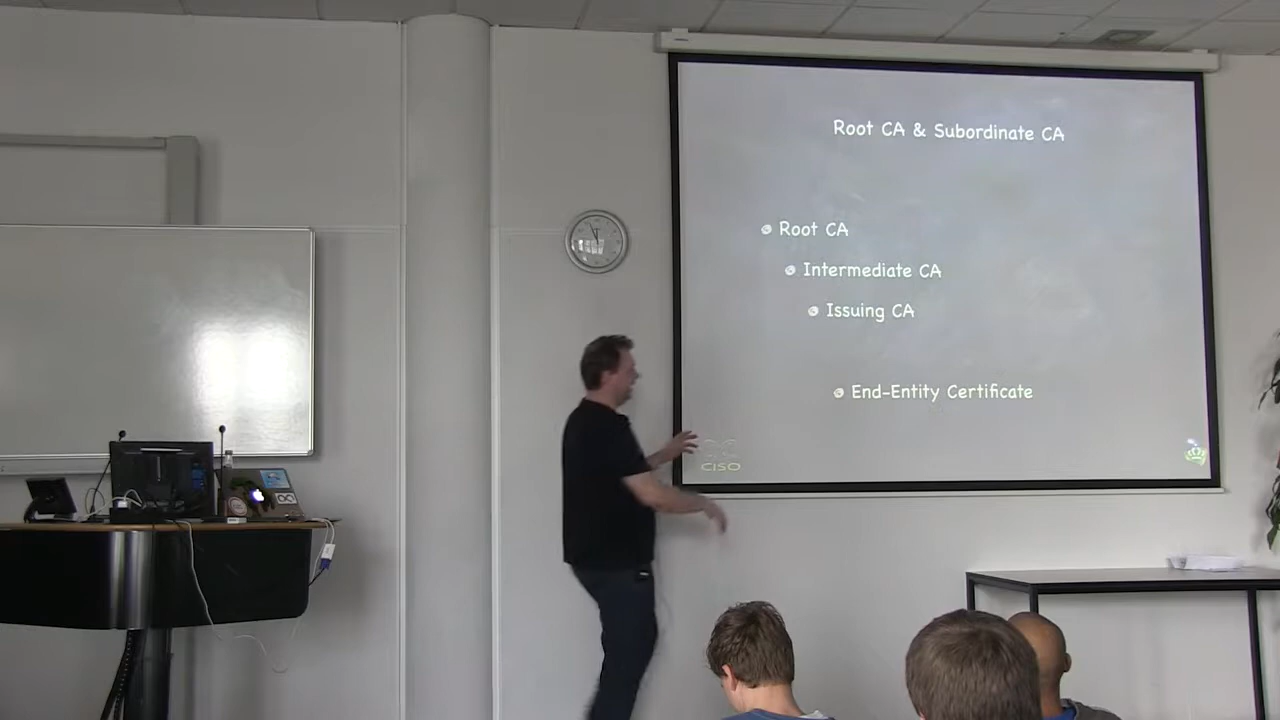 Root CA & Subordinate CA
Root CA
Intermediate CA
Issuing CA
End-Entity Certificate
CISO